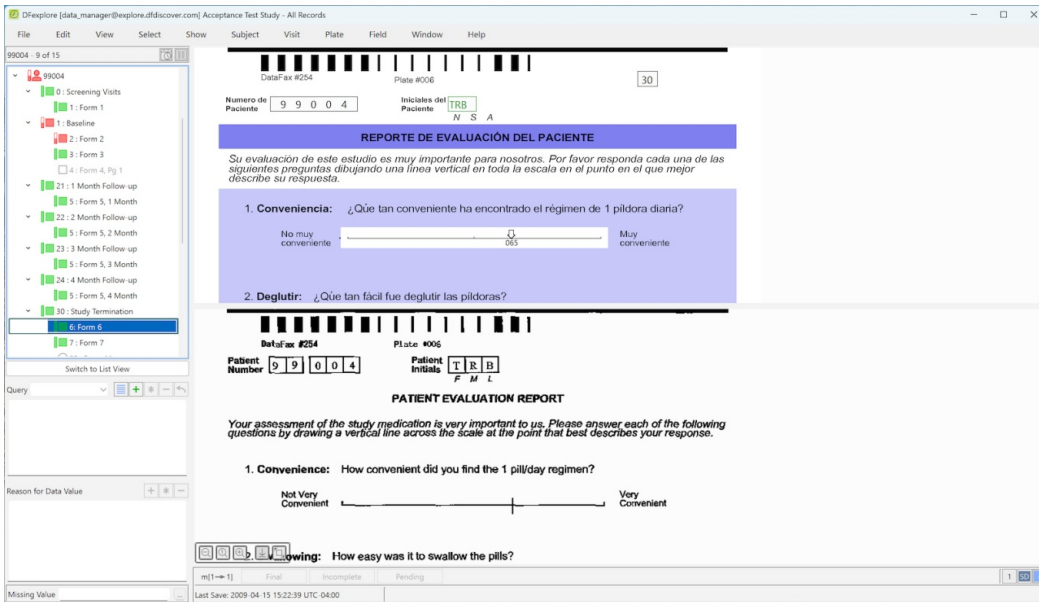 DFexplore [data_manager@explore.dfdiscover.com] Acceptance Test Study - All Records
File Edit View Select Show Subject Visit Plate Field Window Help
99004 - 9 of 15
99004
0 : Screening Visits
1 : Form 1
1 : Baseline
2 : Form 2
3 : Form 3
4 : Form 4, Pg 1
21 : 1 Month Follow-up
5 : Form 5, 1 Month
22 : 2 Month Follow-up
5 : Form 5, 2 Month
23 : 3 Month Follow-up
5 : Form 5, 3 Month
24 : 4 Month Follow-up
5 : Form 5, 4 Month
30 : Study Termination
6: Form 6
7 : Form 7
Switch to List View
Query
Reason for Data Value
Missing Value
DataFax #254 Plate #006
30
Numero de Paciente 9 9 0 0 4
Iniciales del Paciente TRB
N S A
REPORTE DE EVALUACIÓN DEL PACIENTE
Su evaluación de este estudio es muy importante para nosotros. Por favor responda cada una de las
siguientes preguntas dibujando una línea vertical en toda la escala en el punto en el que mejor
describe su respuesta.
1. Conveniencia: ¿Qúe tan conveniente ha encontrado el régimen de 1 píldora diaria?
No muy conveniente
065
Muy conveniente
2. Deglutir: ¿Qúe tan fácil fue deglutir las píldoras?
DataFax #254 Plate #006
Patient Number 9 9 0 0 4
Patient Initials T R B
F M L
PATIENT EVALUATION REPORT
Your assessment of the study medication is very important to us. Please answer each of the following
questions by drawing a vertical line across the scale at the point that best describes your response.
1. Convenience: How convenient did you find the 1 pill/day regimen?
Not Very Convenient
Very Convenient
owing: How easy was it to swallow the pills?
m[1→1] Final Incomplete Pending
1 SD
Last Save: 2009-04-15 15:22:39 UTC-04:00